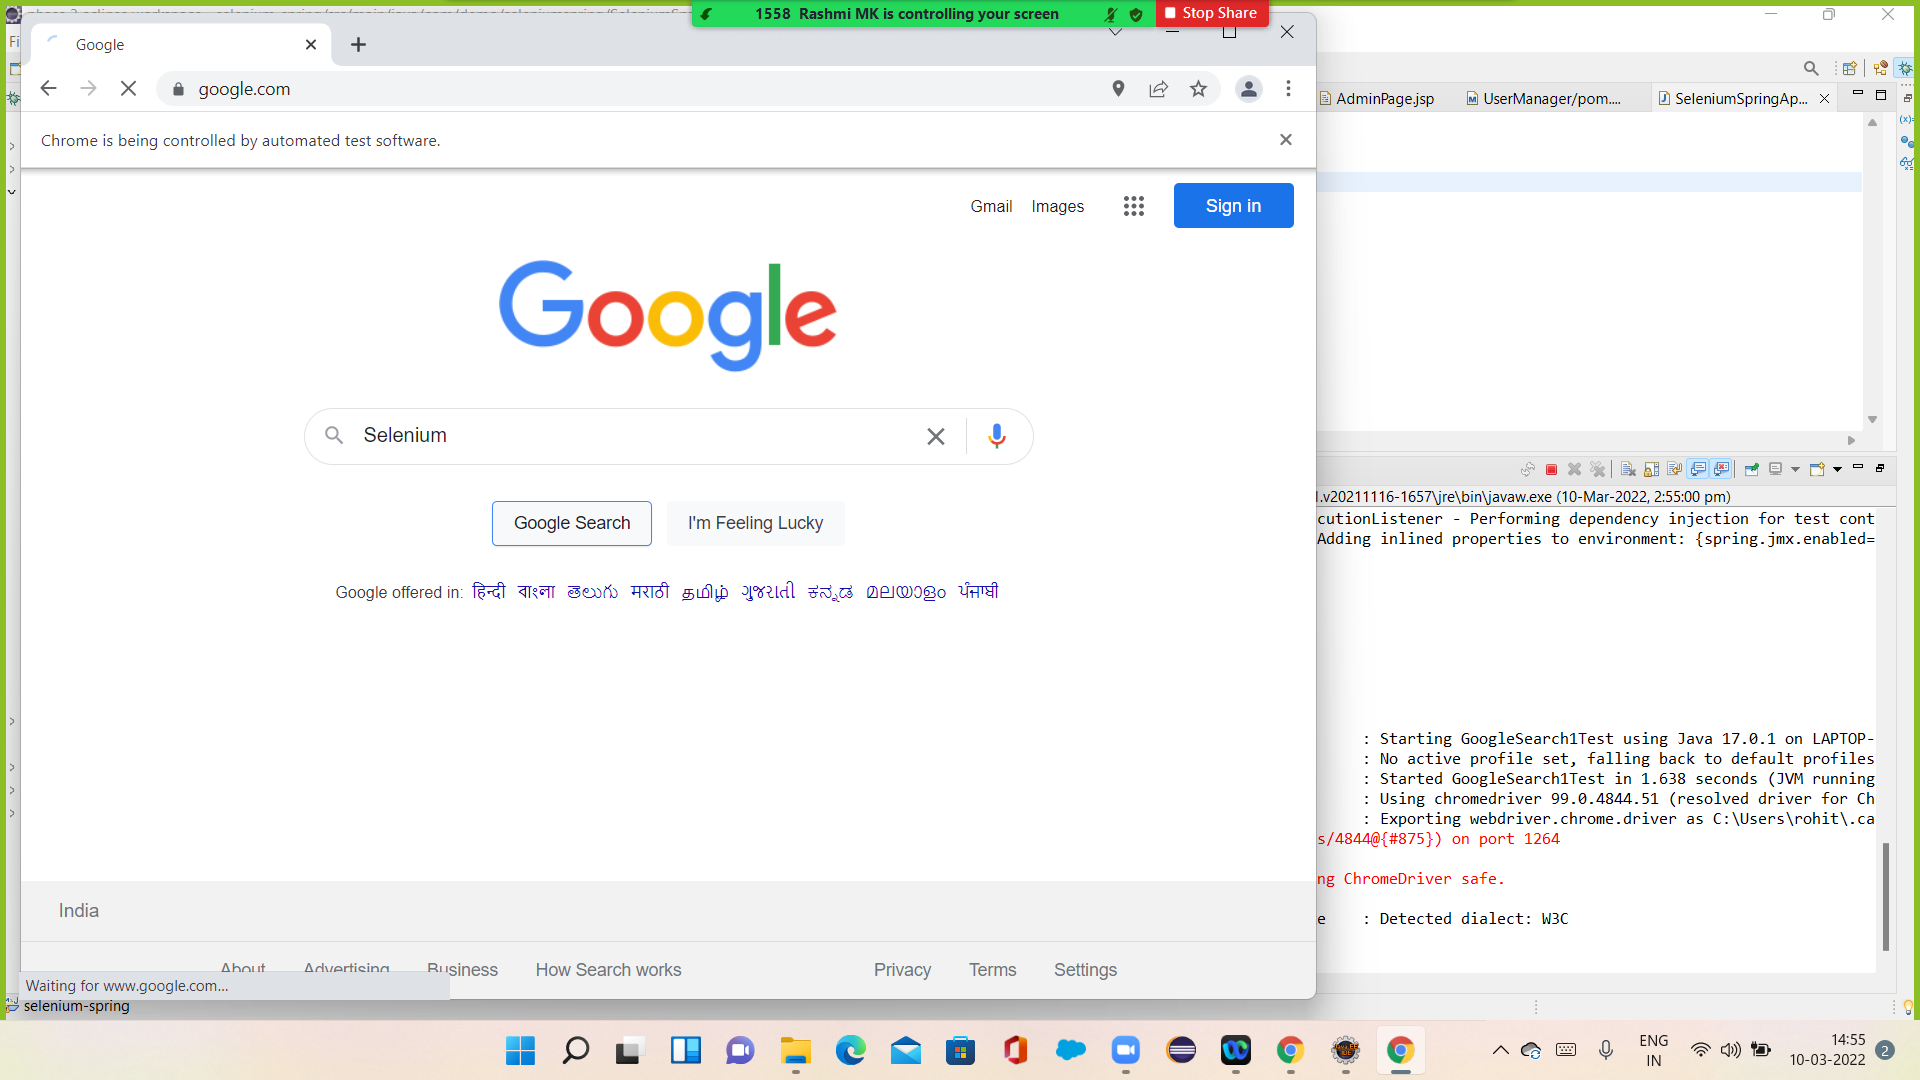 1558 Rashmi MK is controlling your screen
Stop Share
Google
google.com
Chrome is being controlled by automated test software.
AdminPage.jsp
UserManager/pom....
SeleniumSpringAp...
Gmail
Images
Sign in
Google
Selenium
Google Search
I'm Feeling Lucky
Google offered in: हिन्दी বাংলা తెలుగు मराठी தமிழ் ગુજરાતી ಕನ್ನಡ മലയാളം ਪੰਜਾਬੀ
India
About
Advertising
Business
How Search works
Privacy
Terms
Settings
Waiting for www.google.com...
selenium-spring
.v20211116-1657\jre\bin\javaw.exe (10-Mar-2022, 2:55:00 pm)
cutionListener - Performing dependency injection for test cont
Adding inlined properties to environment: {spring.jmx.enabled=
: Starting GoogleSearch1Test using Java 17.0.1 on LAPTOP-
: No active profile set, falling back to default profiles
: Started GoogleSearch1Test in 1.638 seconds (JVM running
: Using chromedriver 99.0.4844.51 (resolved driver for Ch
: Exporting webdriver.chrome.driver as C:\Users\rohit\.ca
s/4844@{#875}) on port 1264
ng ChromeDriver safe.
e : Detected dialect: W3C
ENG
IN
14:55
10-03-2022
2